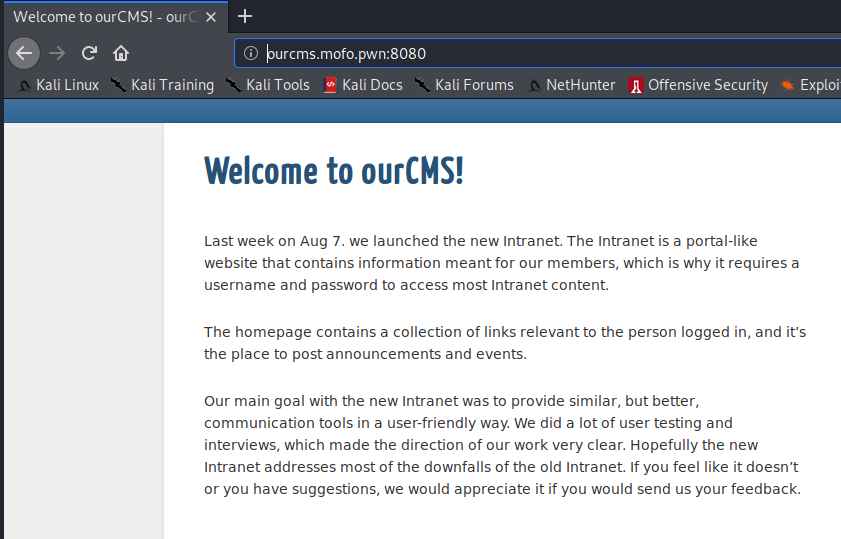 Welcome to ourCMS! - ourC
ourcms.mofo.pwn:8080
Kali Linux Kali Training Kali Tools Kali Docs Kali Forums NetHunter Offensive Security Exploi
Welcome to ourCMS!
Last week on Aug 7. we launched the new Intranet. The Intranet is a portal-like
website that contains information meant for our members, which is why it requires a
username and password to access most Intranet content.
The homepage contains a collection of links relevant to the person logged in, and it’s
the place to post announcements and events.
Our main goal with the new Intranet was to provide similar, but better,
communication tools in a user-friendly way. We did a lot of user testing and
interviews, which made the direction of our work very clear. Hopefully the new
Intranet addresses most of the downfalls of the old Intranet. If you feel like it doesn’t
or you have suggestions, we would appreciate it if you would send us your feedback.